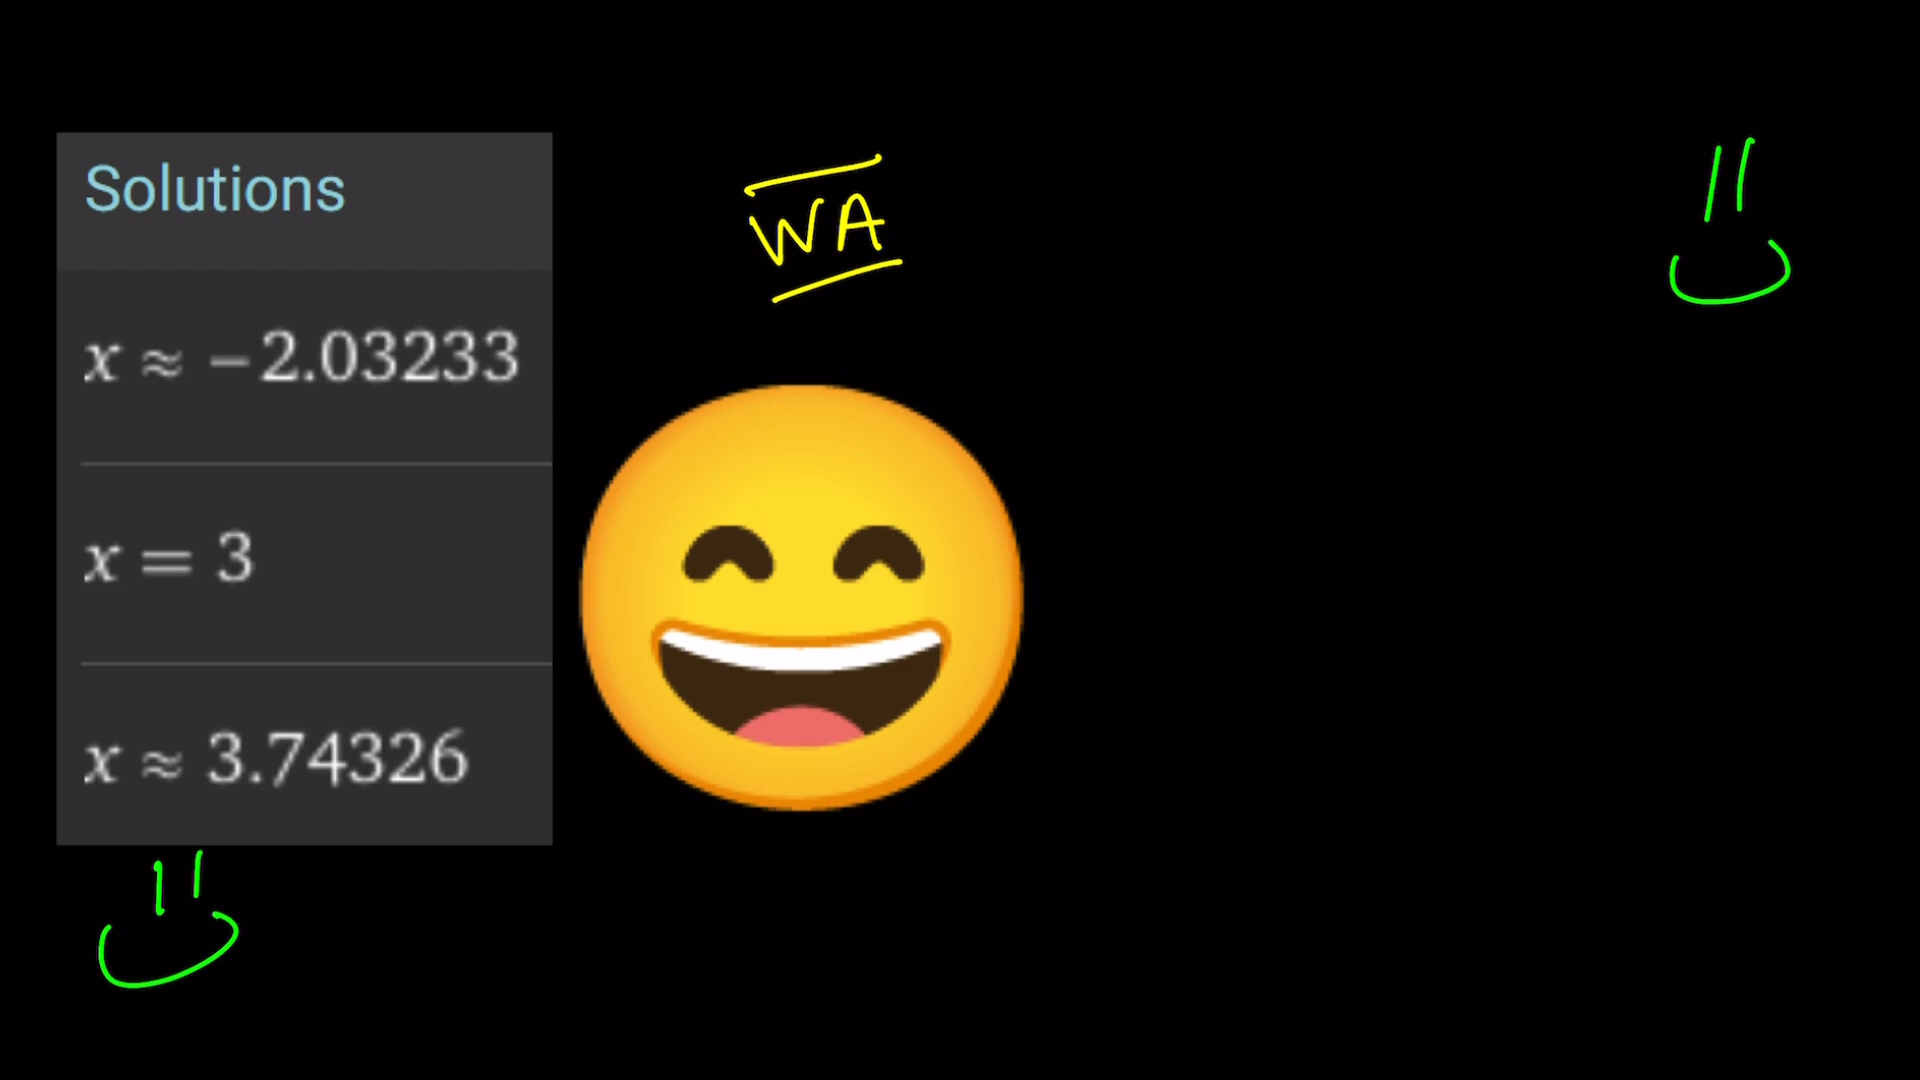 Solutions
x ≈ −2.03233
x = 3
x ≈ 3.74326
WA